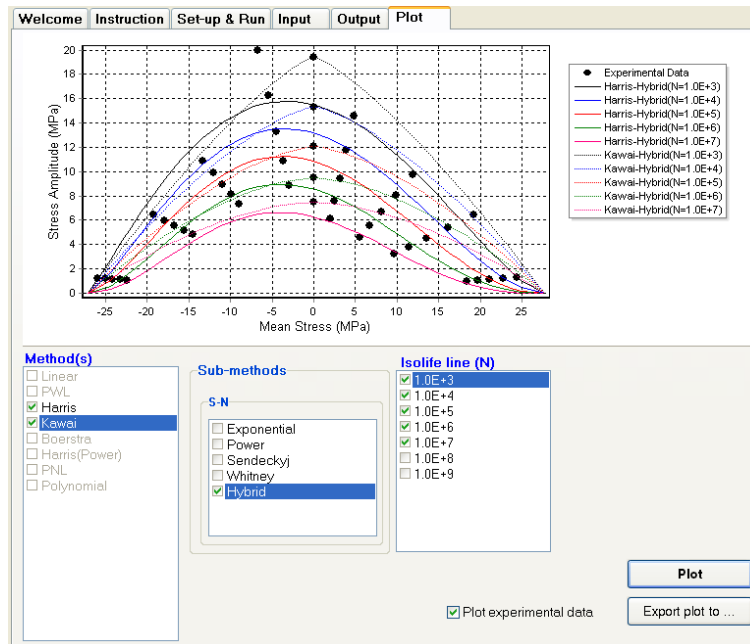 Welcome Instruction Set-up & Run Input Output Plot
20
18
16
14
12
10
8
6
4
2
0
Stress Amplitude (MPa)
-25 -20 -15 -10 -5 0 5 10 15 20 25
Mean Stress (MPa)
Experimental Data
Harris-Hybrid(N=1.0E+3)
Harris-Hybrid(N=1.0E+4)
Harris-Hybrid(N=1.0E+5)
Harris-Hybrid(N=1.0E+6)
Harris-Hybrid(N=1.0E+7)
Kawai-Hybrid(N=1.0E+3)
Kawai-Hybrid(N=1.0E+4)
Kawai-Hybrid(N=1.0E+5)
Kawai-Hybrid(N=1.0E+6)
Kawai-Hybrid(N=1.0E+7)
Method(s)
Linear
PWL
Harris
Kawai
Boerstra
Harris(Power)
PNL
Polynomial
Sub-methods
S-N
Exponential
Power
Sendeckyj
Whitney
Hybrid
Isolife line (N)
1.0E+3
1.0E+4
1.0E+5
1.0E+6
1.0E+7
1.0E+8
1.0E+9
Plot
Plot experimental data
Export plot to ...